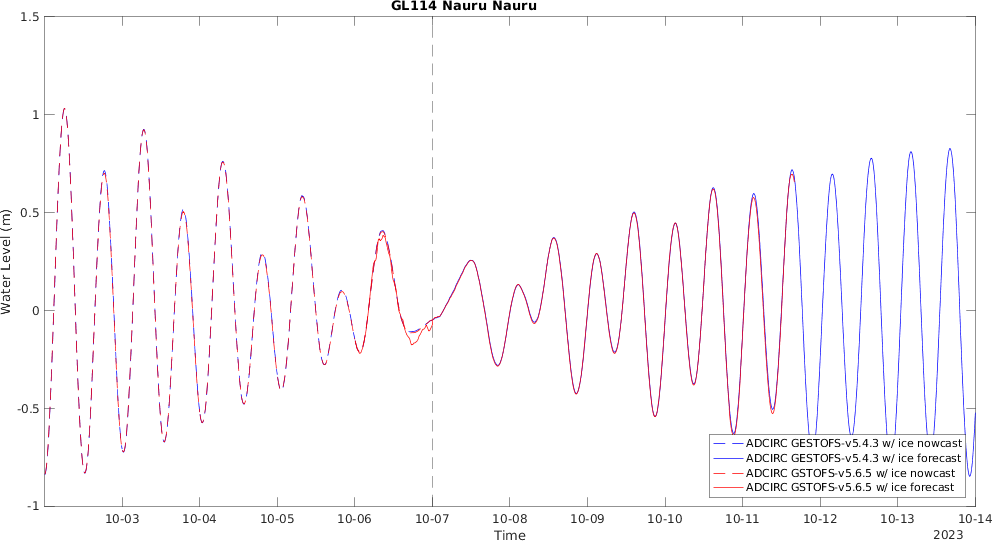 GL114 Nauru Nauru
1.5
1
0.5
0
-0.5
-1
Water Level (m)
ADCIRC GESTOFS-v5.4.3 w/ ice nowcast
ADCIRC GESTOFS-v5.4.3 w/ ice forecast
ADCIRC GSTOFS-v5.6.5 w/ ice nowcast
ADCIRC GSTOFS-v5.6.5 w/ ice forecast
10-03 10-04 10-05 10-06 10-07 10-08 10-09 10-10 10-11 10-12 10-13 10-14
Time
2023